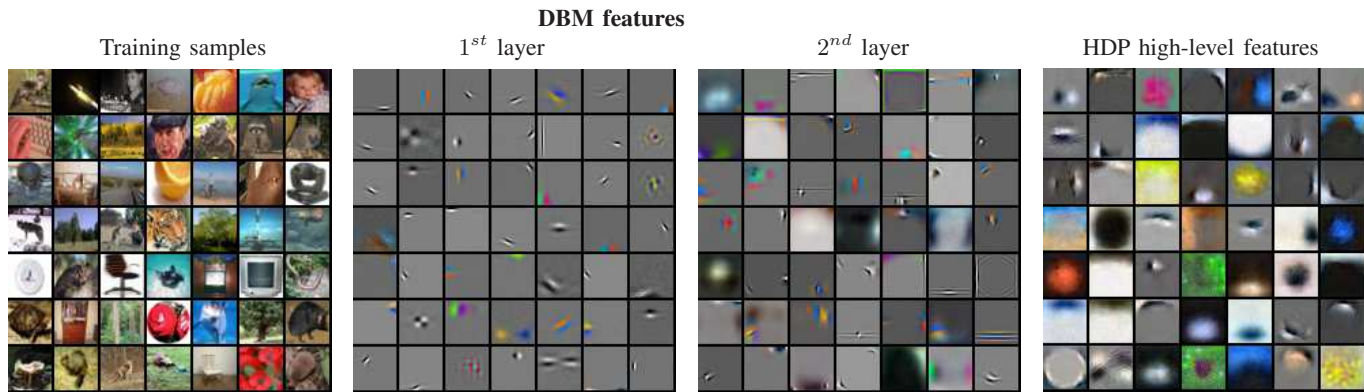 DBM features
Training samples
1st layer
2nd layer
HDP high-level features